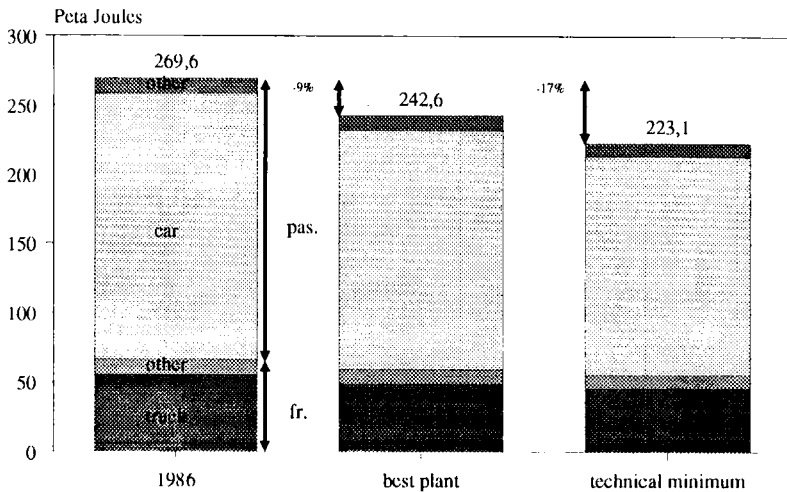 Peta Joules
300
250
200
150
100
50
0
269,6
other
car
other
truck
pas.
fr.
-9%
242,6
-17%
223,1
1986
best plant
technical minimum